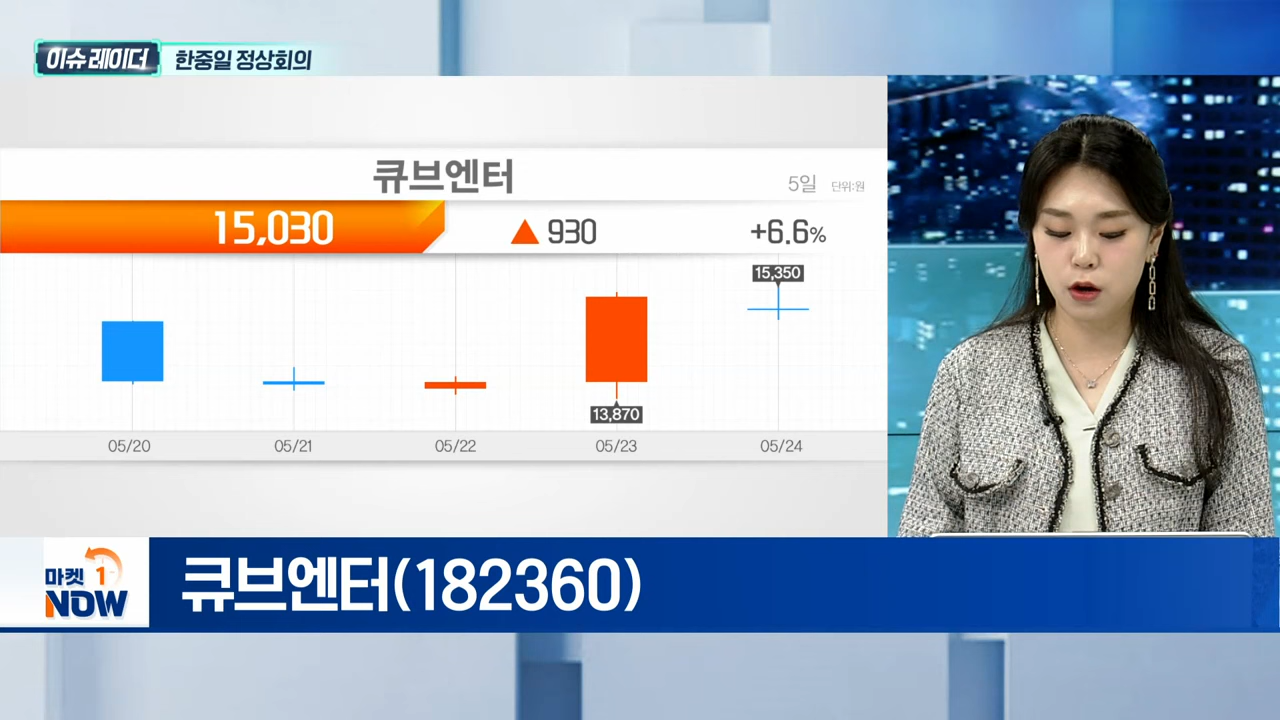 이슈레이더 한중일 정상회의
큐브엔터
5일 단위:원
15,030 ▲ 930 +6.6%
15,350
13,870
05/20 05/21 05/22 05/23 05/24
마켓 1
NOW
큐브엔터(182360)